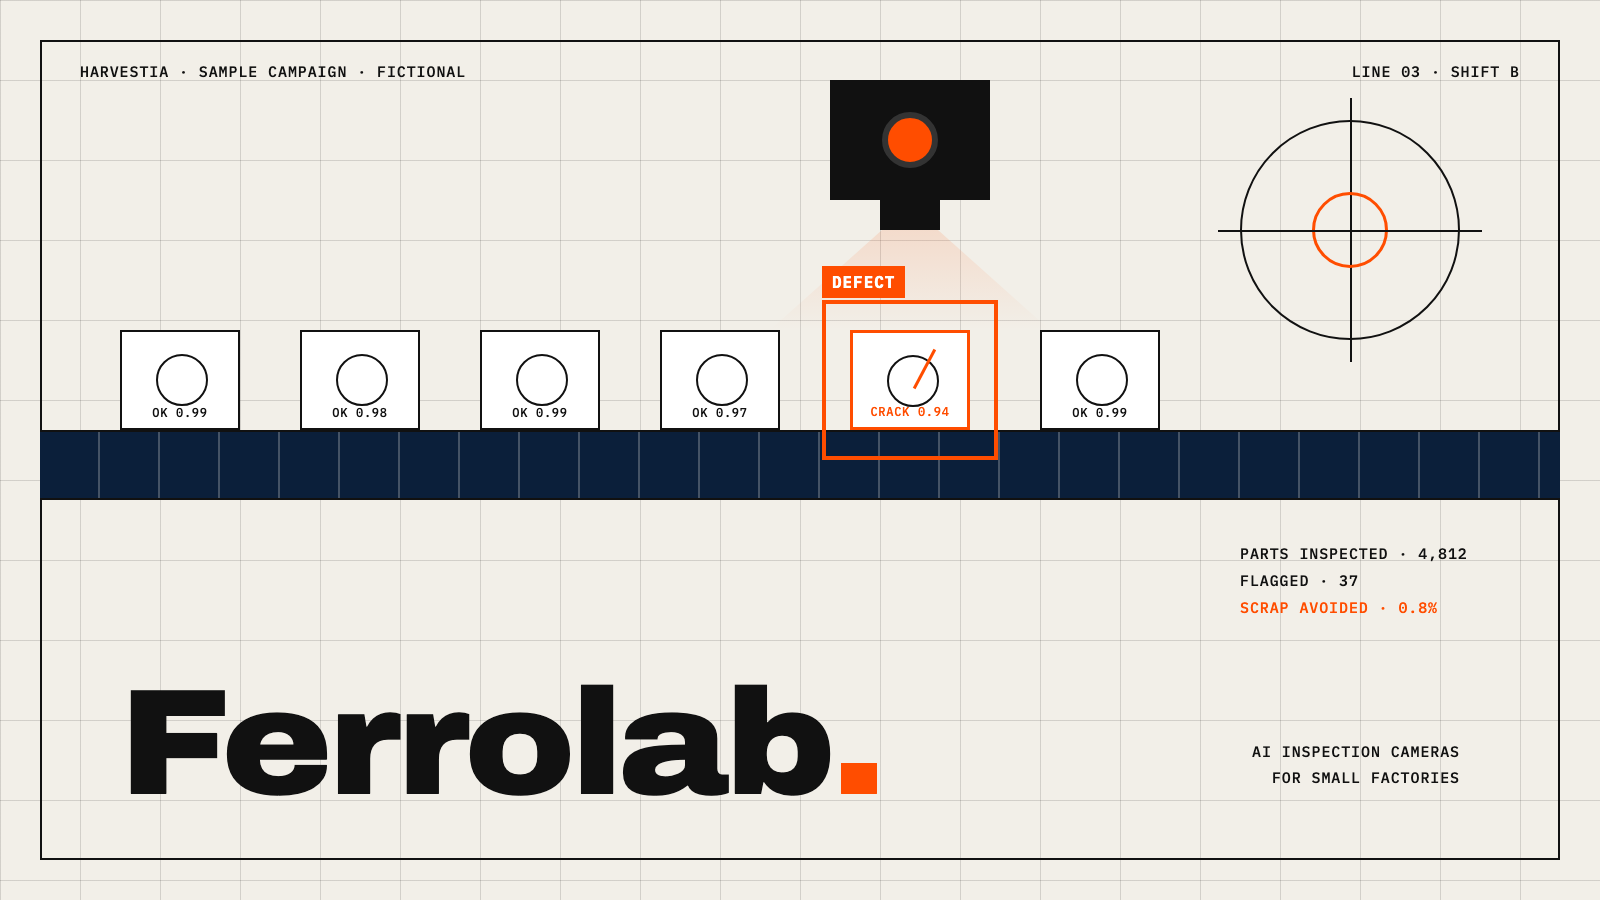 HARVESTIA · SAMPLE CAMPAIGN · FICTIONAL
LINE 03 · SHIFT B
DEFECT
OK 0.99
OK 0.98
OK 0.99
OK 0.97
CRACK 0.94
OK 0.99
PARTS INSPECTED · 4,812
FLAGGED · 37
SCRAP AVOIDED · 0.8%
Ferrolab.
AI INSPECTION CAMERAS
FOR SMALL FACTORIES